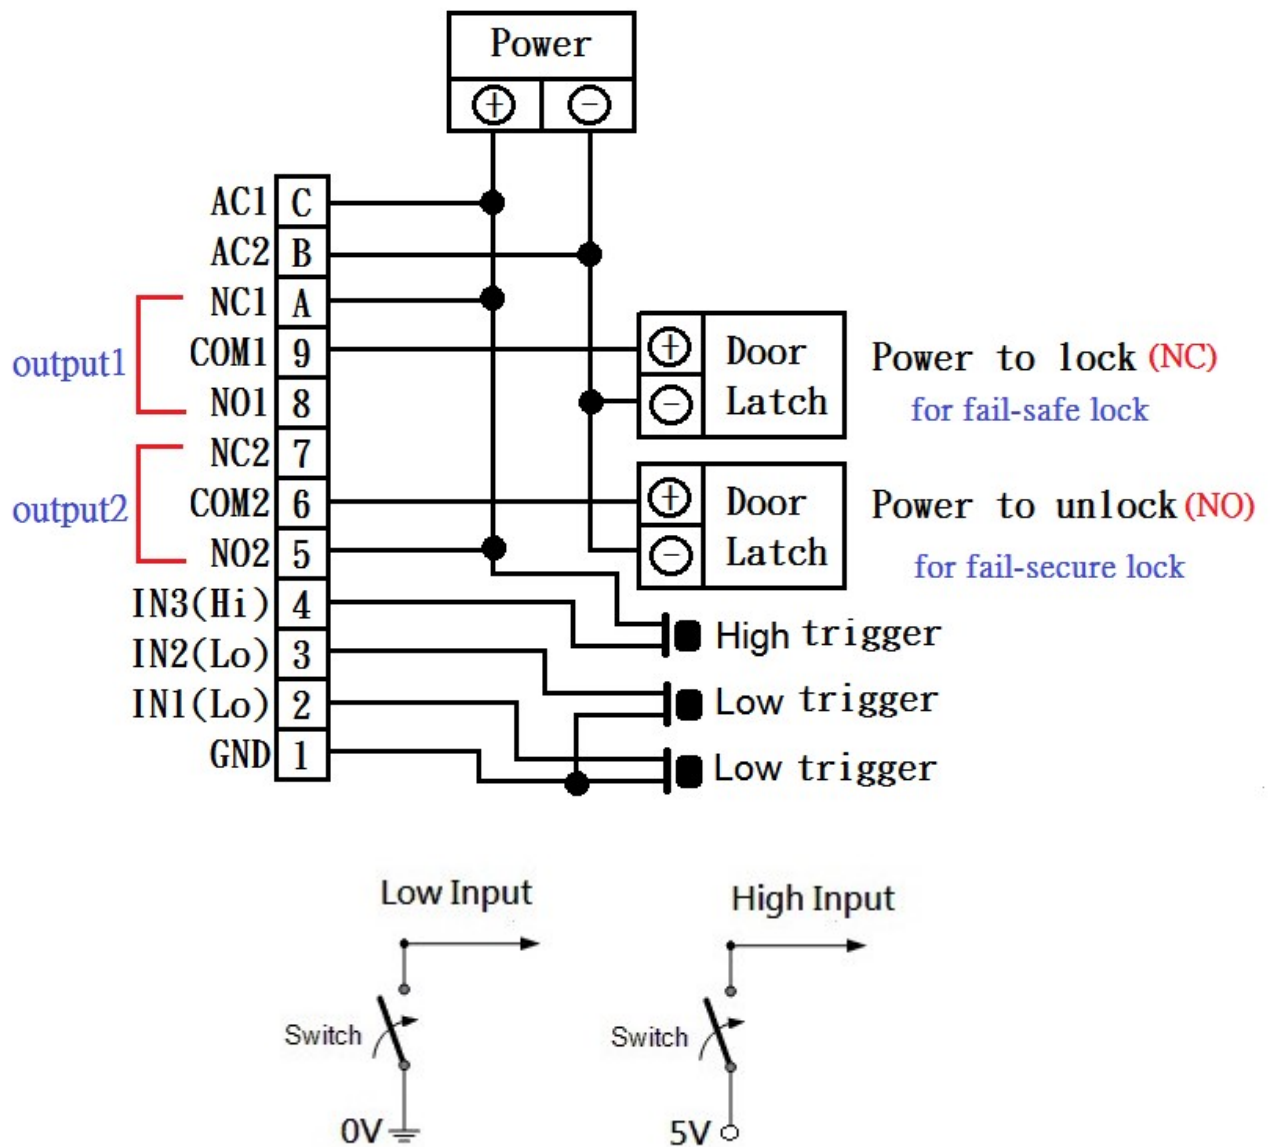 Power
+ −
AC1 C
AC2 B
NC1 A
COM1 9
NO1 8
NC2 7
COM2 6
NO2 5
IN3(Hi) 4
IN2(Lo) 3
IN1(Lo) 2
GND 1
output1
output2
+ Door
− Latch
Power to lock (NC)
for fail-safe lock
+ Door
− Latch
Power to unlock (NO)
for fail-secure lock
High trigger
Low trigger
Low trigger
Low Input
Switch
0V
High Input
Switch
5V